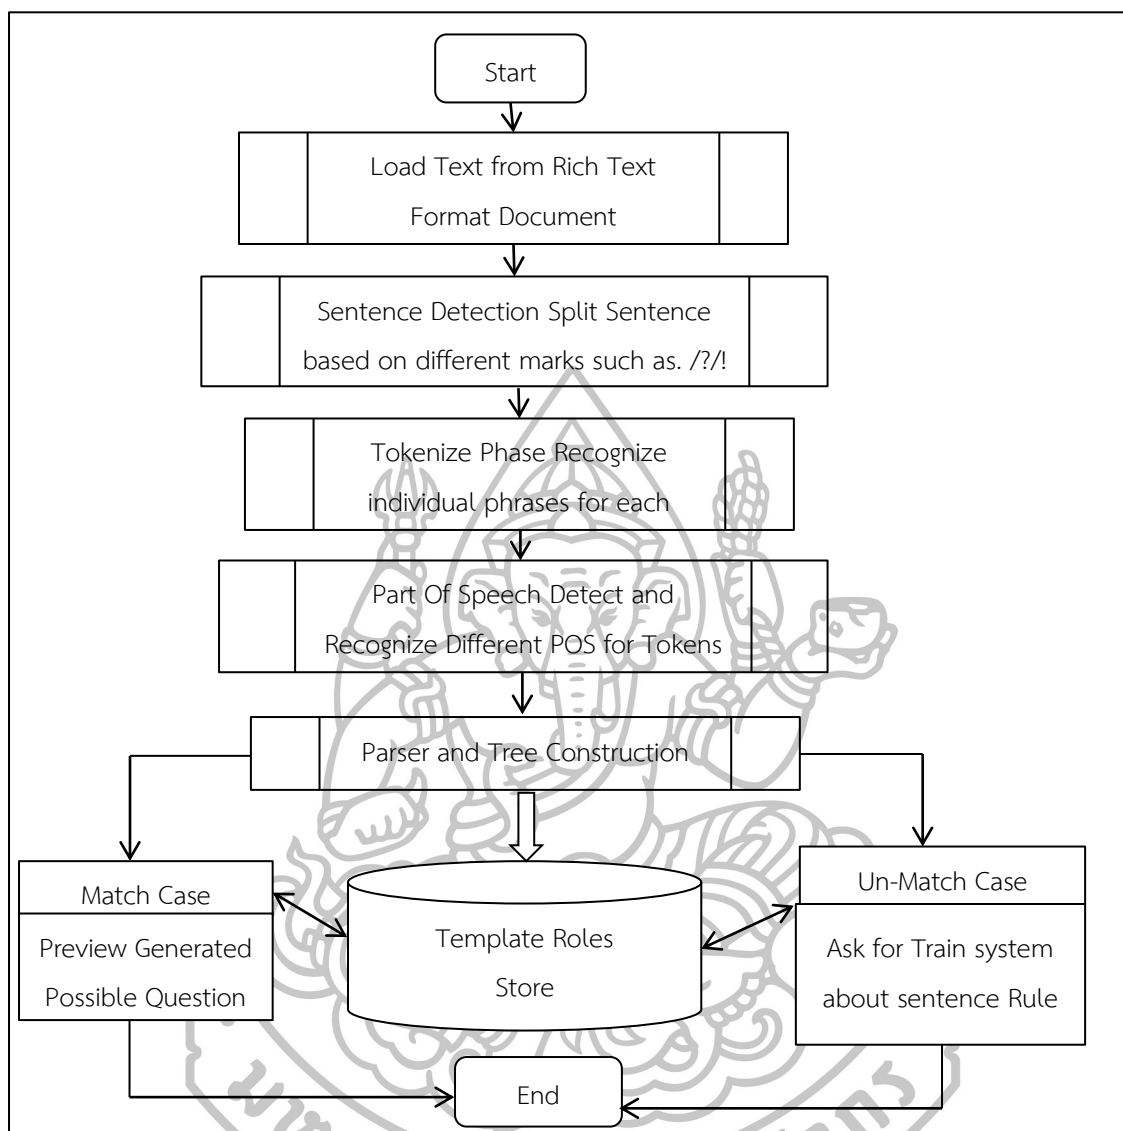 Start
Load Text from Rich Text
Format Document
Sentence Detection Split Sentence
based on different marks such as. /?/!
Tokenize Phase Recognize
individual phrases for each
Part Of Speech Detect and
Recognize Different POS for Tokens
Parser and Tree Construction
Match Case
Preview Generated
Possible Question
Template Roles
Store
Un-Match Case
Ask for Train system
about sentence Rule
End